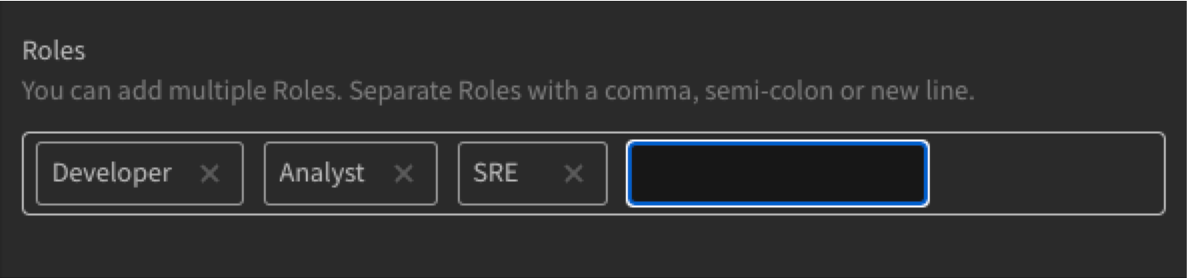 Roles
You can add multiple Roles. Separate Roles with a comma, semi-colon or new line.
Developer Analyst SRE